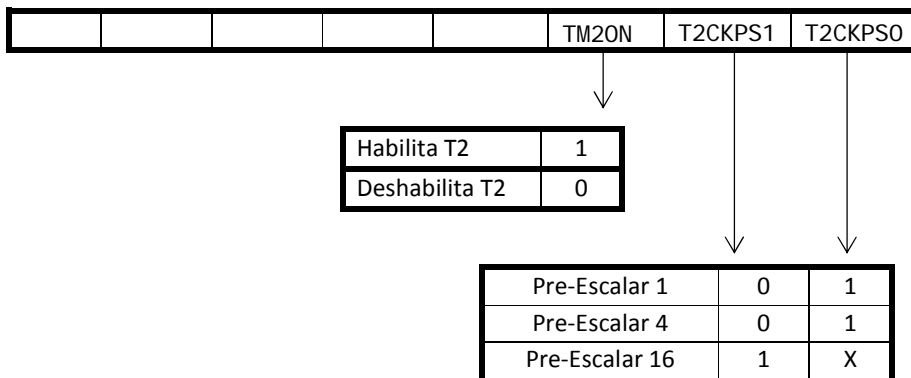 TM2ON T2CKPS1 T2CKPS0
Habilita T2 1
Deshabilita T2 0
Pre-Escalar 1 0 1
Pre-Escalar 4 0 1
Pre-Escalar 16 1 X